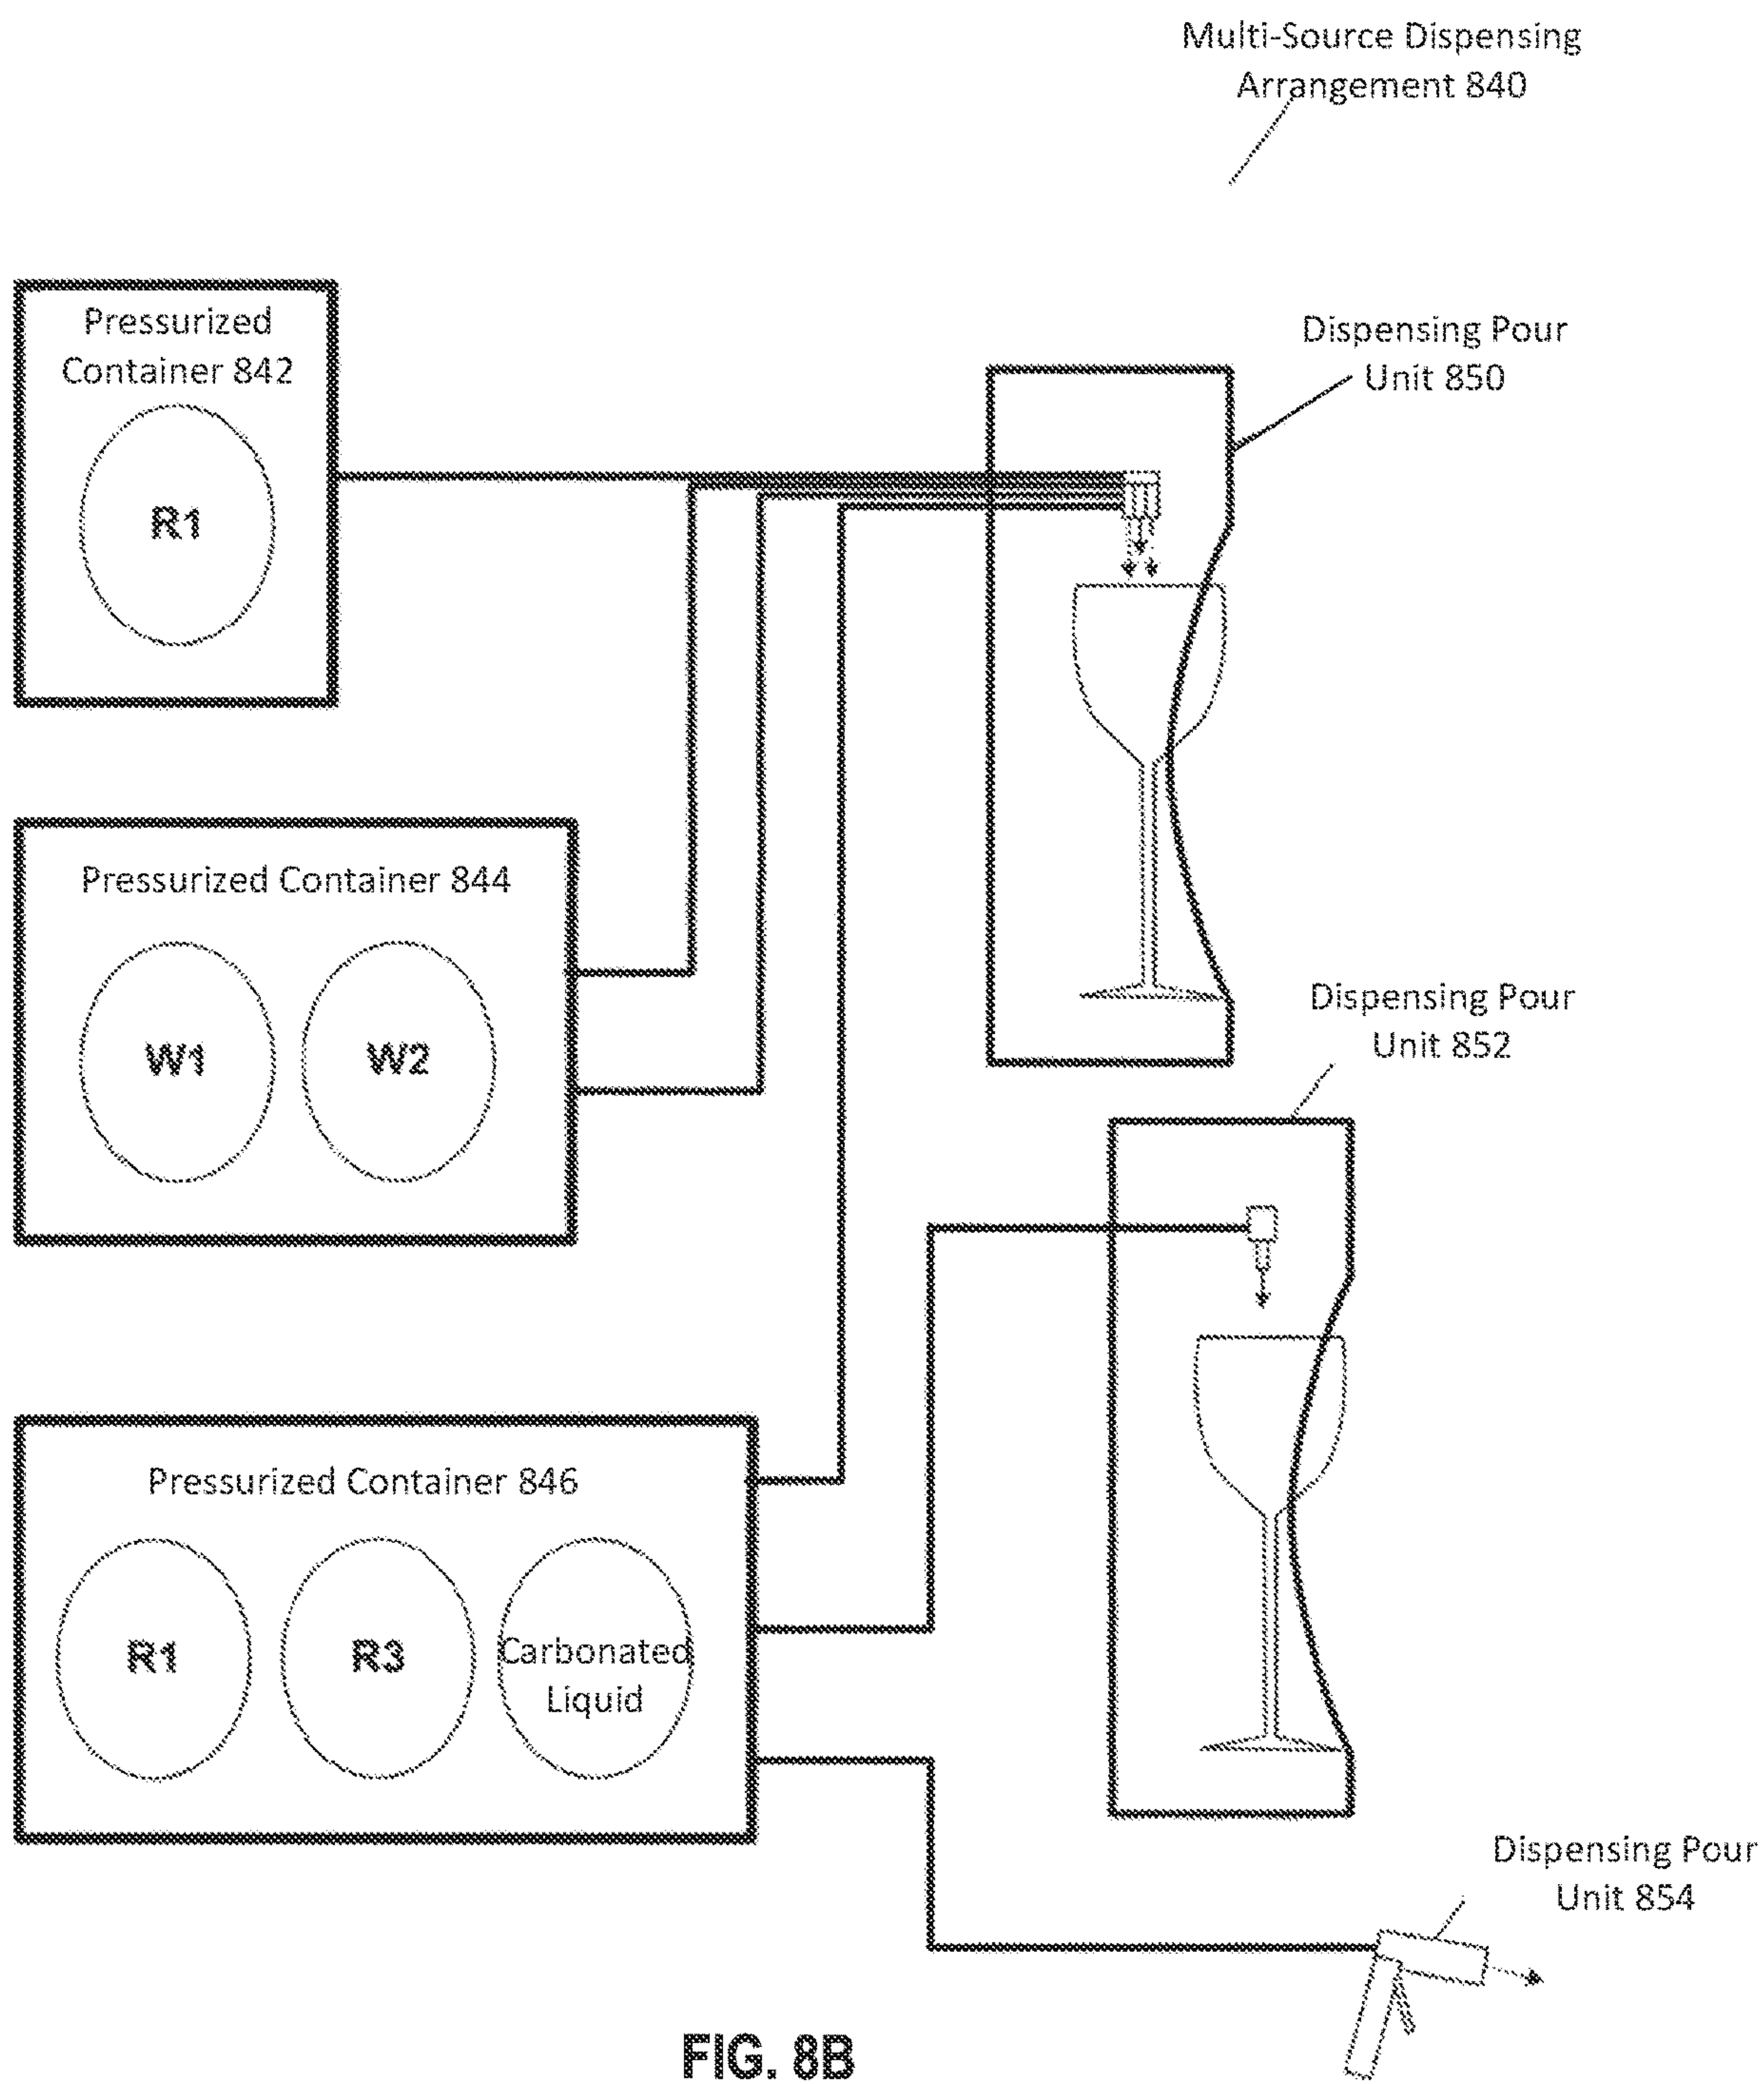 Multi-Source Dispensing
Arrangement 840
Pressurized
Container 842
R1
Dispensing Pour
Unit 850
Pressurized Container 844
W1
W2
Dispensing Pour
Unit 852
Pressurized Container 846
R1
R3
Carbonated
Liquid
Dispensing Pour
Unit 854
FIG. 8B